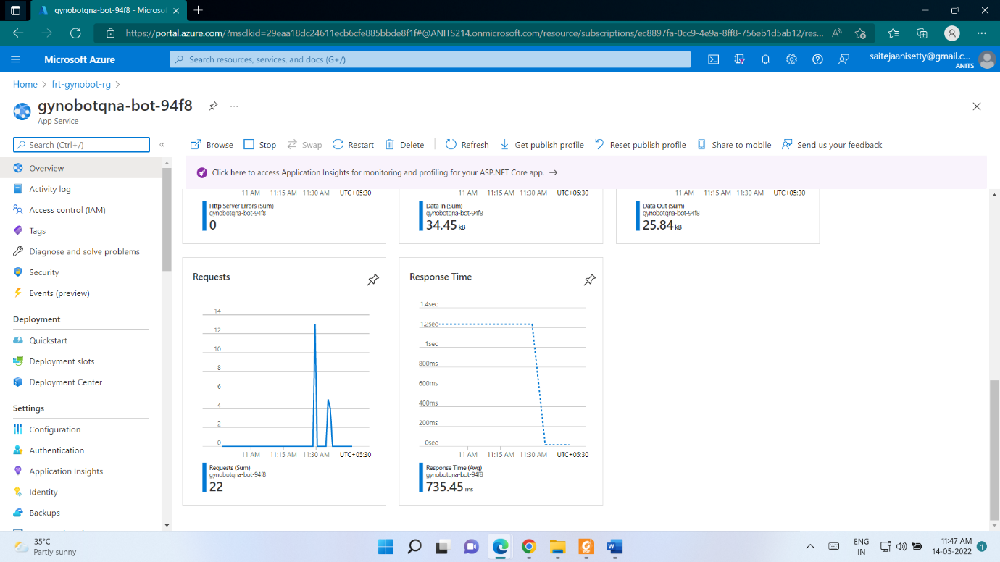 gynobotqna-bot-94f8 - Microsof
https://portal.azure.com/?msclkid=29eaa18dc24611ecb6cfe885bbde8f1f#@ANITS214.onmicrosoft.com/resource/subscriptions/ec8897fa-0cc9-4e9a-8ff8-756eb1d5ab12/res...
Microsoft Azure
Search resources, services, and docs (G+/)
saitejaanisetty@gmail.c...
ANITS
Home > frt-gynobot-rg >
gynobotqna-bot-94f8
...
App Service
Search (Ctrl+/)
«
Browse Stop Swap Restart Delete Refresh Get publish profile Reset publish profile Share to mobile Send us your feedback
Click here to access Application Insights for monitoring and profiling for your ASP.NET Core app. →
Overview
Activity log
Access control (IAM)
Tags
Diagnose and solve problems
Security
Events (preview)
Deployment
Quickstart
Deployment slots
Deployment Center
Settings
Configuration
Authentication
Application Insights
Identity
Backups
11 AM 11:15 AM 11:30 AM UTC+05:30
Http Server Errors (Sum)
gynobotqna-bot-94f8
0
11 AM 11:15 AM 11:30 AM UTC+05:30
Data In (Sum)
gynobotqna-bot-94f8
34.45 kB
11 AM 11:15 AM 11:30 AM UTC+05:30
Data Out (Sum)
gynobotqna-bot-94f8
25.84 kB
Requests
14
12
10
8
6
4
2
0
11 AM 11:15 AM 11:30 AM UTC+05:30
Requests (Sum)
gynobotqna-bot-94f8
22
Response Time
1.4sec
1.2sec
1sec
800ms
600ms
400ms
200ms
0sec
11 AM 11:15 AM 11:30 AM UTC+05:30
Response Time (Avg)
gynobotqna-bot-94f8
735.45 ms
35°C
Partly sunny
ENG
IN
11:47 AM
14-05-2022
1